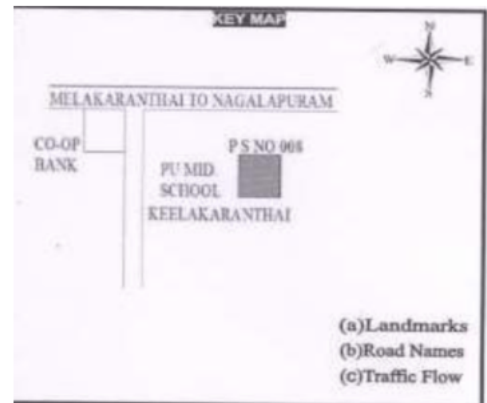 KEY MAP
N
W E
S
MELAKARANTHAI TO NAGALAPURAM
CO-OP
BANK
P S NO 008
PU MID.
SCHOOL
KEELAKARANTHAI
(a)Landmarks
(b)Road Names
(c)Traffic Flow